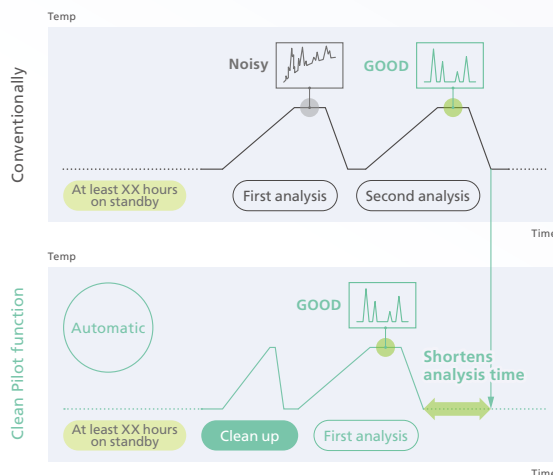 Temp
Conventionally
Noisy
GOOD
At least XX hours
on standby
First analysis
Second analysis
Time
Temp
Clean Pilot function
Automatic
GOOD
Shortens
analysis time
At least XX hours
on standby
Clean up
First analysis
Time